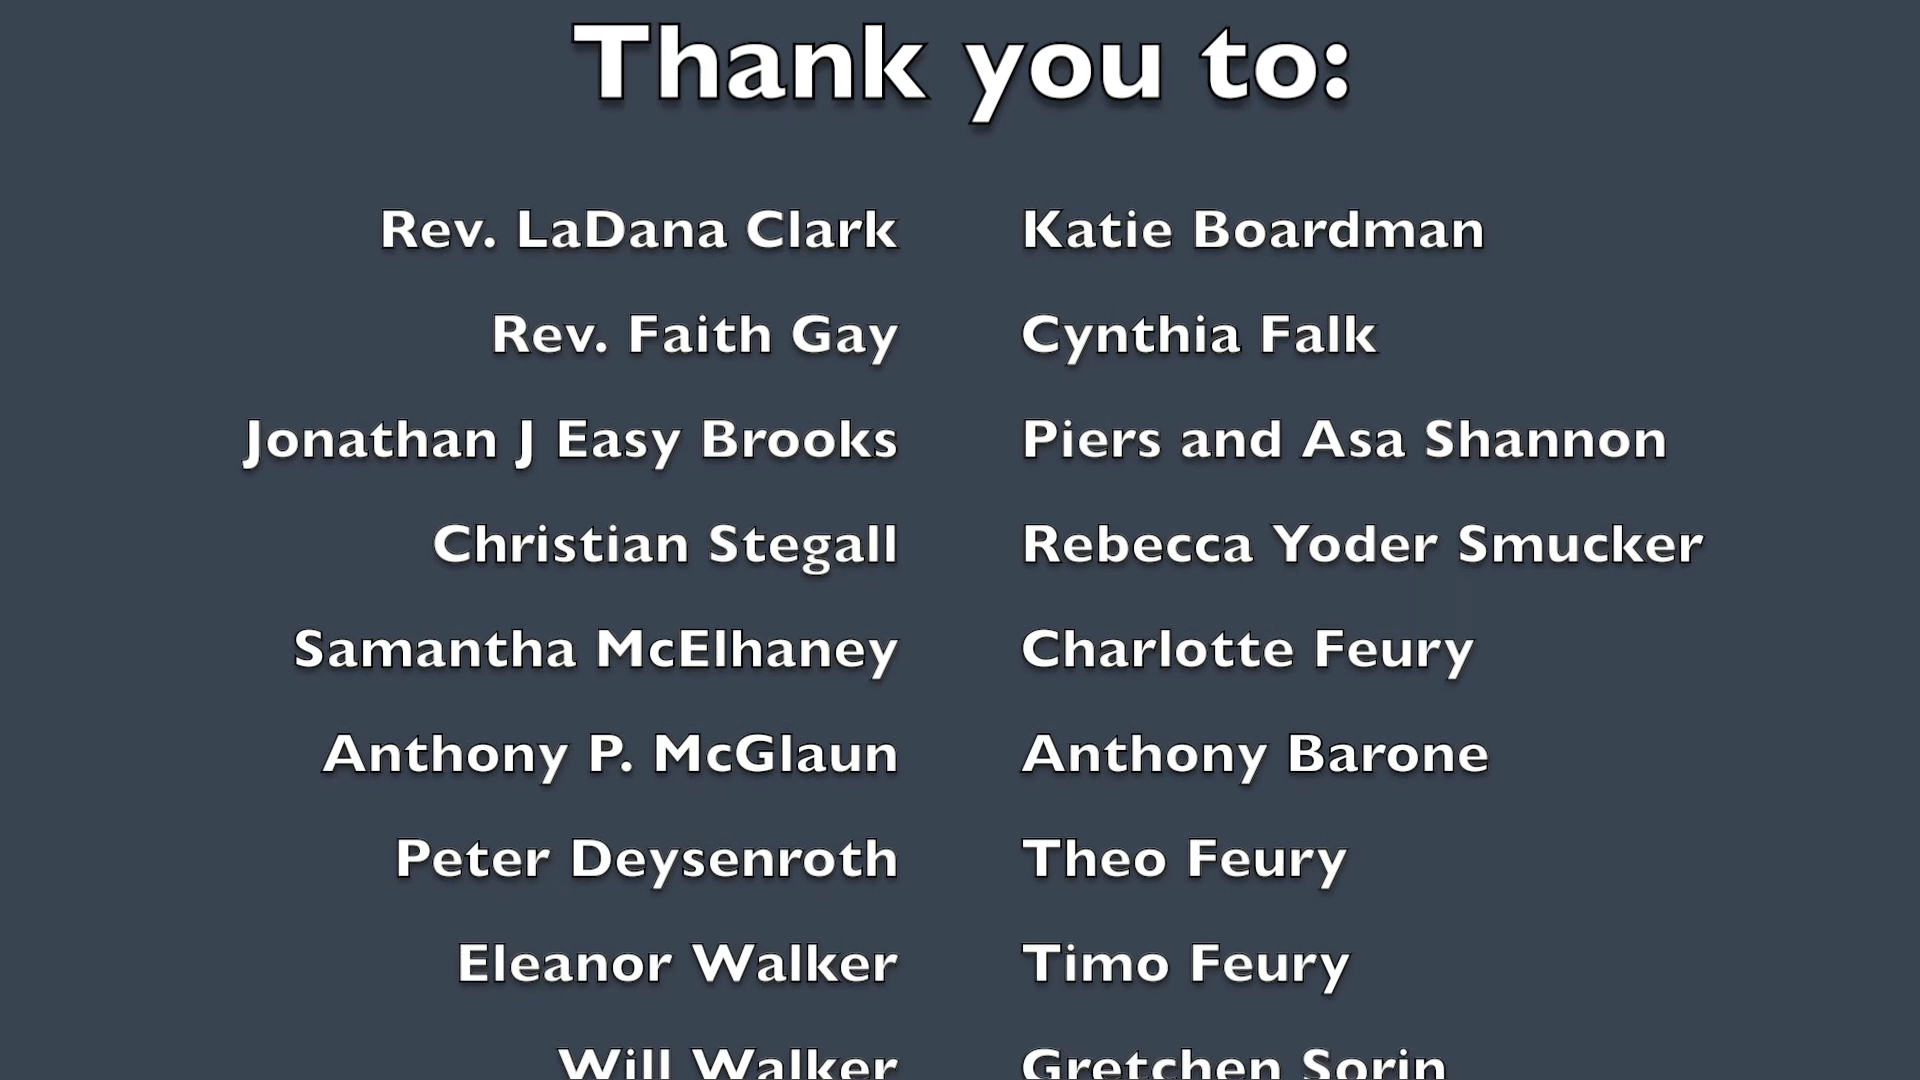 Thank you to:
Rev. LaDana Clark
Katie Boardman
Rev. Faith Gay
Cynthia Falk
Jonathan J Easy Brooks
Piers and Asa Shannon
Christian Stegall
Rebecca Yoder Smucker
Samantha McElhaney
Charlotte Feury
Anthony P. McGlaun
Anthony Barone
Peter Deysenroth
Theo Feury
Eleanor Walker
Timo Feury
Will Walker
Gretchen Sorin